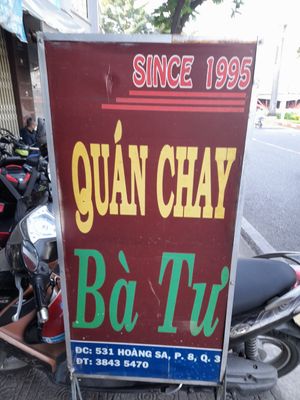 SINCE 1995
QUÁN CHAY
Bà Tư
ĐC: 531 HOÀNG SA, P. 8, Q. 3
ĐT: 3843 5470